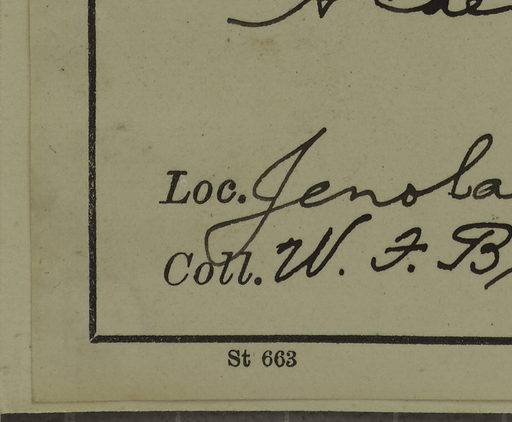 Loc. Jenola
Coll. W. F. B
St 663